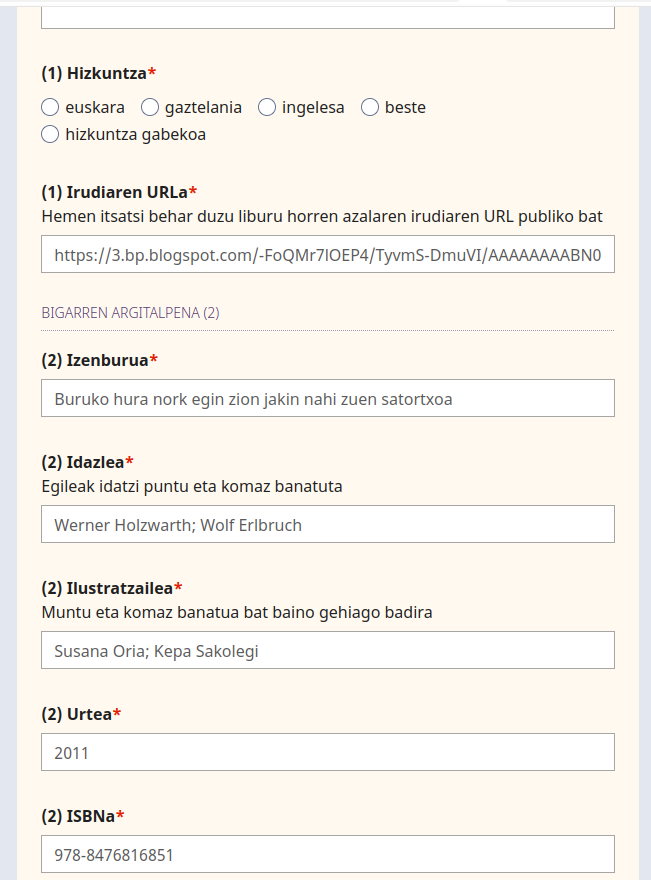 (1) Hizkuntza*
euskara gaztelania ingelesa beste
hizkuntza gabekoa
(1) Irudiaren URLa*
Hemen itsatsi behar duzu liburu horren azalaren irudiaren URL publiko bat
https://3.bp.blogspot.com/-FoQMr7lOEP4/TyvmS-DmuVI/AAAAAAAABN0
BIGARREN ARGITALPENA (2)
(2) Izenburua*
Buruko hura nork egin zion jakin nahi zuen satortxoa
(2) Idazlea*
Egileak idatzi puntu eta komaz banatuta
Werner Holzwarth; Wolf Erlbruch
(2) Ilustratzailea*
Muntu eta komaz banatua bat baino gehiago badira
Susana Oria; Kepa Sakolegi
(2) Urtea*
2011
(2) ISBNa*
978-8476816851